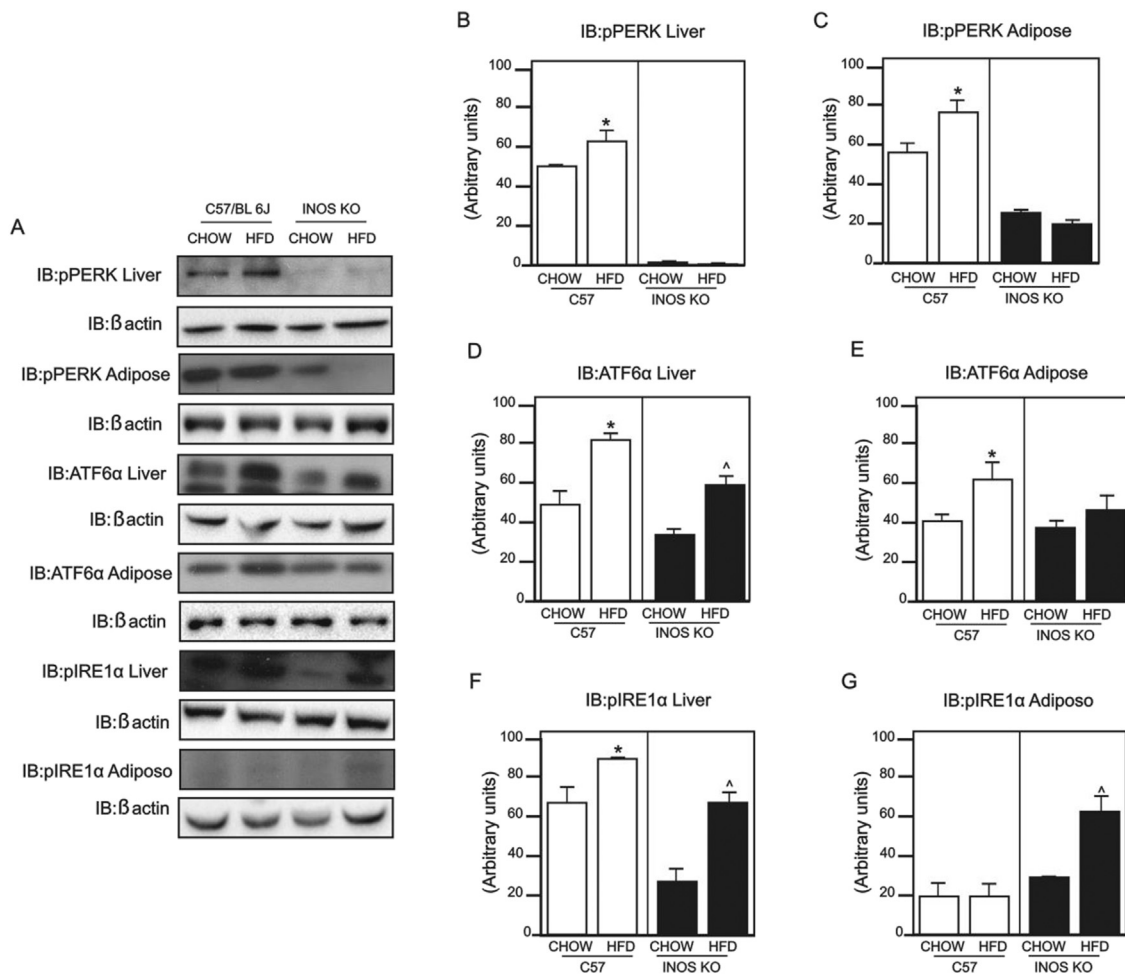 A
C57/BL 6J INOS KO
CHOW HFD CHOW HFD
IB:pPERK Liver
IB:ßactin
IB:pPERK Adipose
IB:ßactin
IB:ATF6α Liver
IB:ßactin
IB:ATF6α Adipose
IB:ßactin
IB:pIRE1α Liver
IB:ßactin
IB:pIRE1α Adiposo
IB:ßactin
B
IB:pPERK Liver
(Arbitrary units)
100
80
60
40
20
0
*
CHOW HFD CHOW HFD
C57 INOS KO
C
IB:pPERK Adipose
(Arbitrary units)
100
80
60
40
20
0
*
CHOW HFD CHOW HFD
C57 INOS KO
D
IB:ATF6α Liver
(Arbitrary units)
100
80
60
40
20
0
* ^
CHOW HFD CHOW HFD
C57 INOS KO
E
IB:ATF6α Adipose
(Arbitrary units)
100
80
60
40
20
0
*
CHOW HFD CHOW HFD
C57 INOS KO
F
IB:pIRE1α Liver
(Arbitrary units)
100
80
60
40
20
0
* ^
CHOW HFD CHOW HFD
C57 INOS KO
G
IB:pIRE1α Adiposo
(Arbitrary units)
100
80
60
40
20
0
^
CHOW HFD CHOW HFD
C57 INOS KO